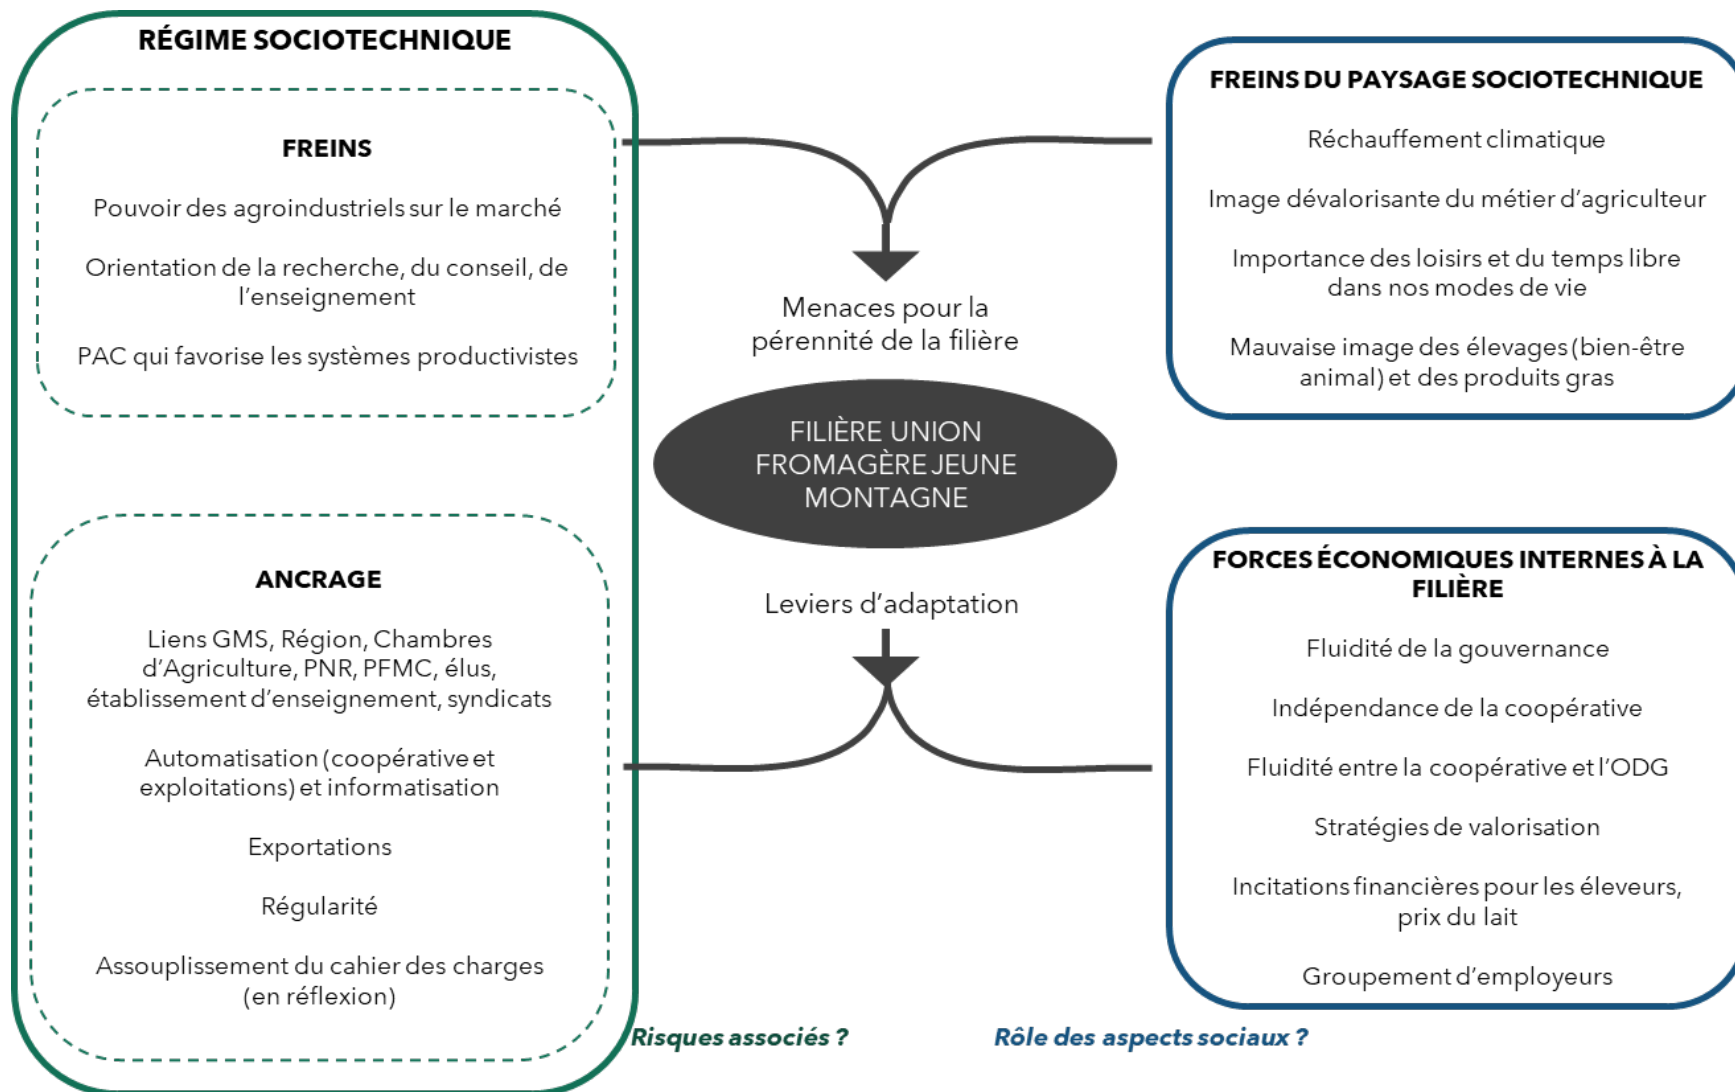 RÉGIME SOCIOTECHNIQUE
FREINS
Pouvoir des agroindustriels sur le marché
Orientation de la recherche, du conseil, de
l’enseignement
PAC qui favorise les systèmes productivistes
ANCRAGE
Liens GMS, Région, Chambres
d’Agriculture, PNR, PFMC, élus,
établissement d’enseignement, syndicats
Automatisation (coopérative et
exploitations) et informatisation
Exportations
Régularité
Assouplissement du cahier des charges
(en réflexion)
Menaces pour la
pérennité de la filière
FILIÈRE UNION
FROMAGÈRE JEUNE
MONTAGNE
Leviers d’adaptation
FREINS DU PAYSAGE SOCIOTECHNIQUE
Réchauffement climatique
Image dévalorisante du métier d’agriculteur
Importance des loisirs et du temps libre
dans nos modes de vie
Mauvaise image des élevages (bien-être
animal) et des produits gras
FORCES ÉCONOMIQUES INTERNES À LA
FILIÈRE
Fluidité de la gouvernance
Indépendance de la coopérative
Fluidité entre la coopérative et l’ODG
Stratégies de valorisation
Incitations financières pour les éleveurs,
prix du lait
Groupement d’employeurs
Risques associés ?
Rôle des aspects sociaux ?